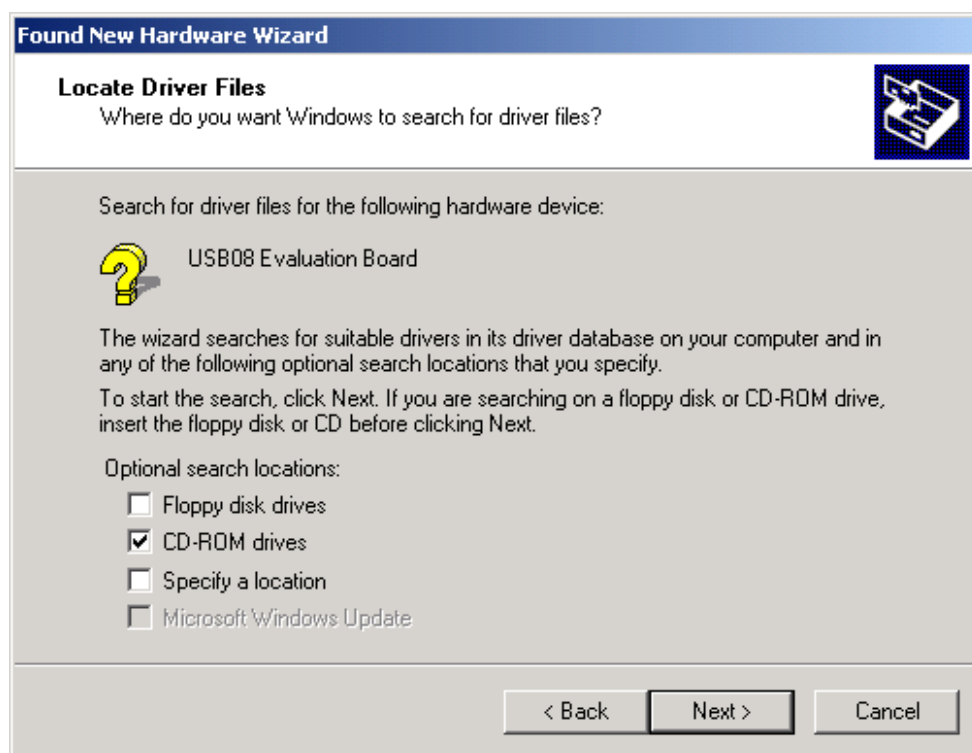 Found New Hardware Wizard
Locate Driver Files
Where do you want Windows to search for driver files?
Search for driver files for the following hardware device:
USB08 Evaluation Board
The wizard searches for suitable drivers in its driver database on your computer and in
any of the following optional search locations that you specify.
To start the search, click Next. If you are searching on a floppy disk or CD-ROM drive,
insert the floppy disk or CD before clicking Next.
Optional search locations:
Floppy disk drives
CD-ROM drives
Specify a location
Microsoft Windows Update
< Back Next > Cancel